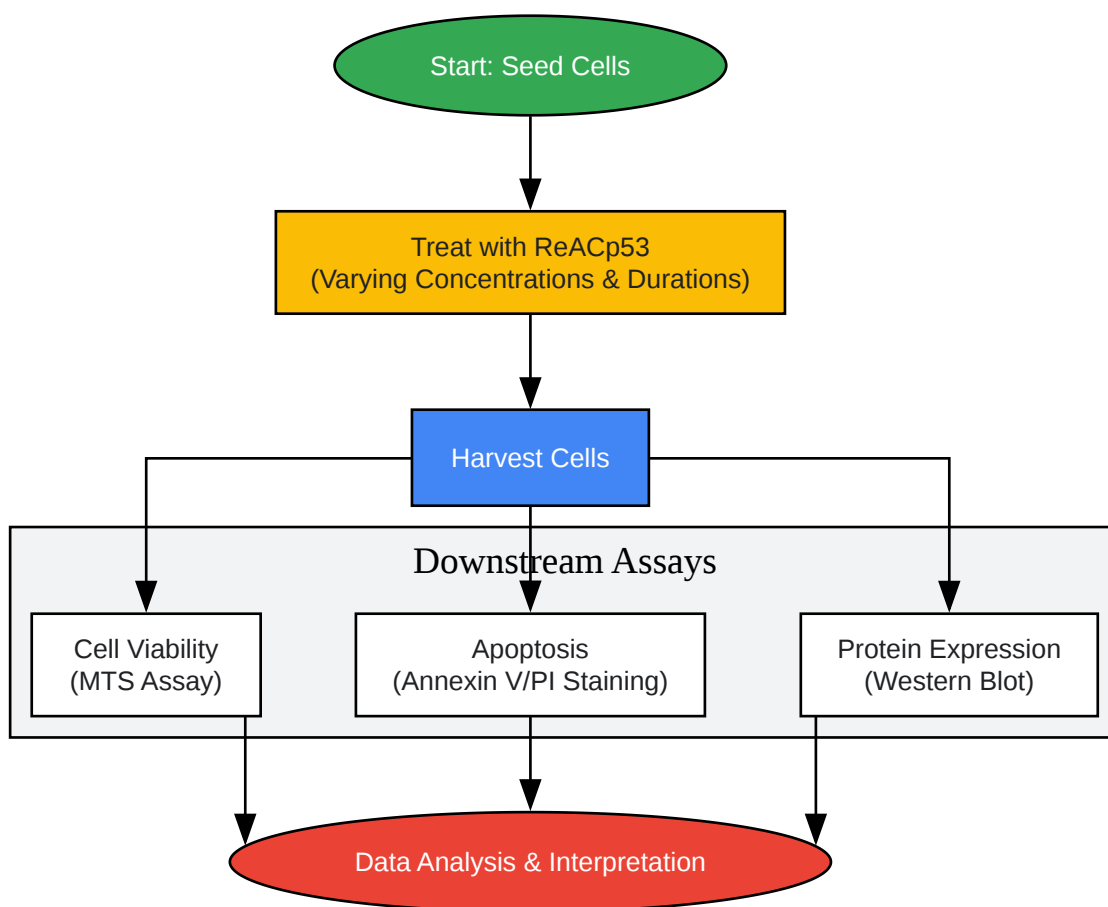 Start: Seed Cells
Treat with ReACp53
(Varying Concentrations & Durations)
Harvest Cells
Downstream Assays
Cell Viability
(MTS Assay)
Apoptosis
(Annexin V/PI Staining)
Protein Expression
(Western Blot)
Data Analysis & Interpretation